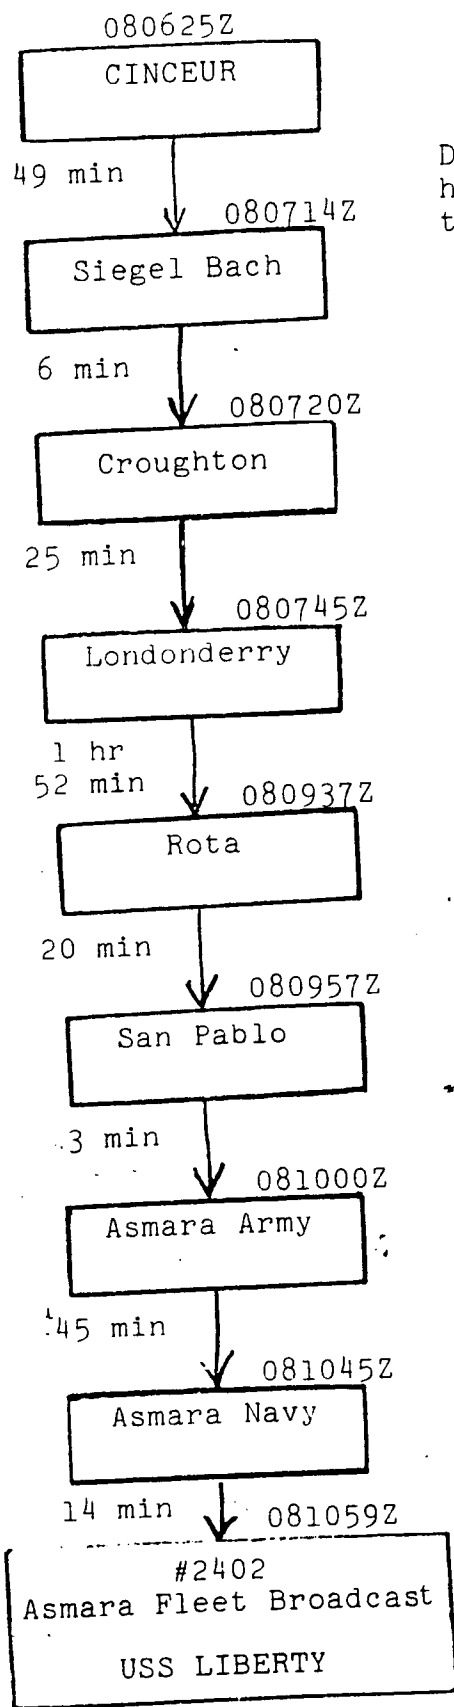 080625Z
CINCEUR
49 min
080714Z
Siegel Bach
6 min
080720Z
Croughton
25 min
080745Z
Londonderry
1 hr
52 min
080937Z
Rota
20 min
080957Z
San Pablo
3 min
081000Z
Asmara Army
45 min
081045Z
Asmara Navy
14 min
081059Z
#2402
Asmara Fleet Broadcast
USS LIBERTY